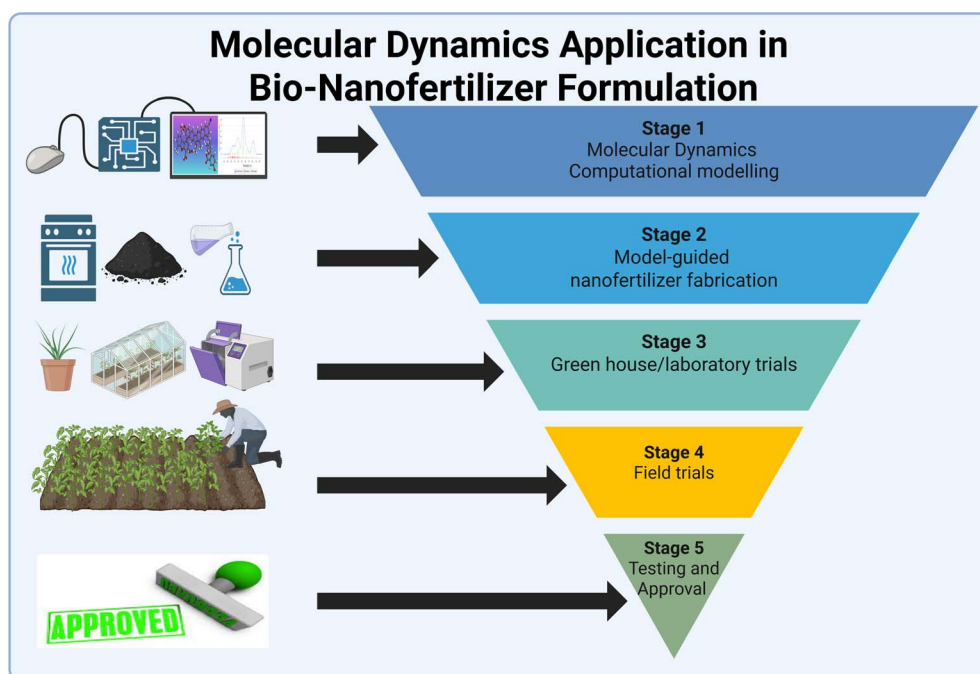 Molecular Dynamics Application in
Bio-Nanofertilizer Formulation
Stage 1
Molecular Dynamics
Computational modelling
Stage 2
Model-guided
nanofertilizer fabrication
Stage 3
Green house/laboratory trials
Stage 4
Field trials
Stage 5
Testing and
Approval
APPROVED